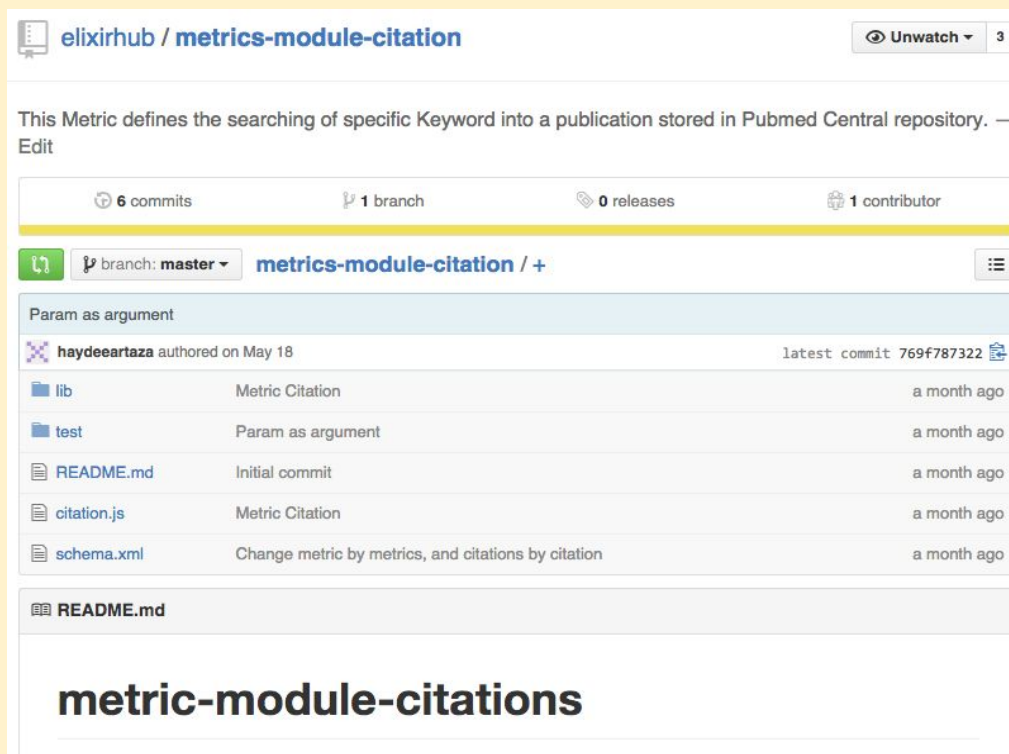 elixirhub / metrics-module-citation
Unwatch 3
This Metric defines the searching of specific Keyword into a publication stored in Pubmed Central repository. —
Edit
6 commits 1 branch 0 releases 1 contributor
branch: master metrics-module-citation / +
Param as argument
haydeeartaza authored on May 18 latest commit 769f787322
lib Metric Citation a month ago
test Param as argument a month ago
README.md Initial commit a month ago
citation.js Metric Citation a month ago
schema.xml Change metric by metrics, and citations by citation a month ago
README.md
metric-module-citations